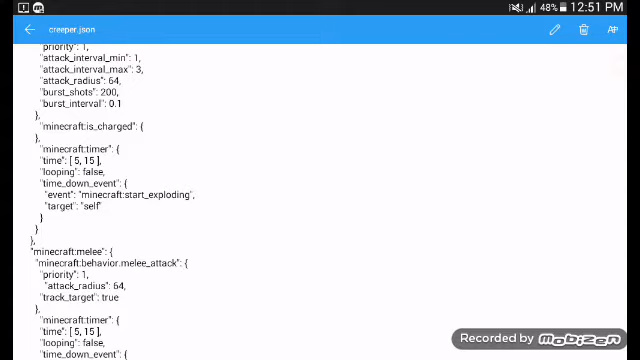 48% 12:51 PM
creeper.json
"priority": 1,
"attack_interval_min": 1,
"attack_interval_max": 3,
"attack_radius": 64,
"burst_shots": 200,
"burst_interval": 0.1
},
"minecraft:is_charged": {
},
"minecraft:timer": {
"time": [ 5, 15 ],
"looping": false,
"time_down_event": {
"event": "minecraft:start_exploding",
"target": "self"
}
}
},
"minecraft:melee": {
"minecraft:behavior.melee_attack": {
"priority": 1,
"attack_radius": 64,
"track_target": true
},
"minecraft:timer": {
"time": [ 5, 15 ],
"looping": false,
"time_down_event": {
Recorded by Mobizen